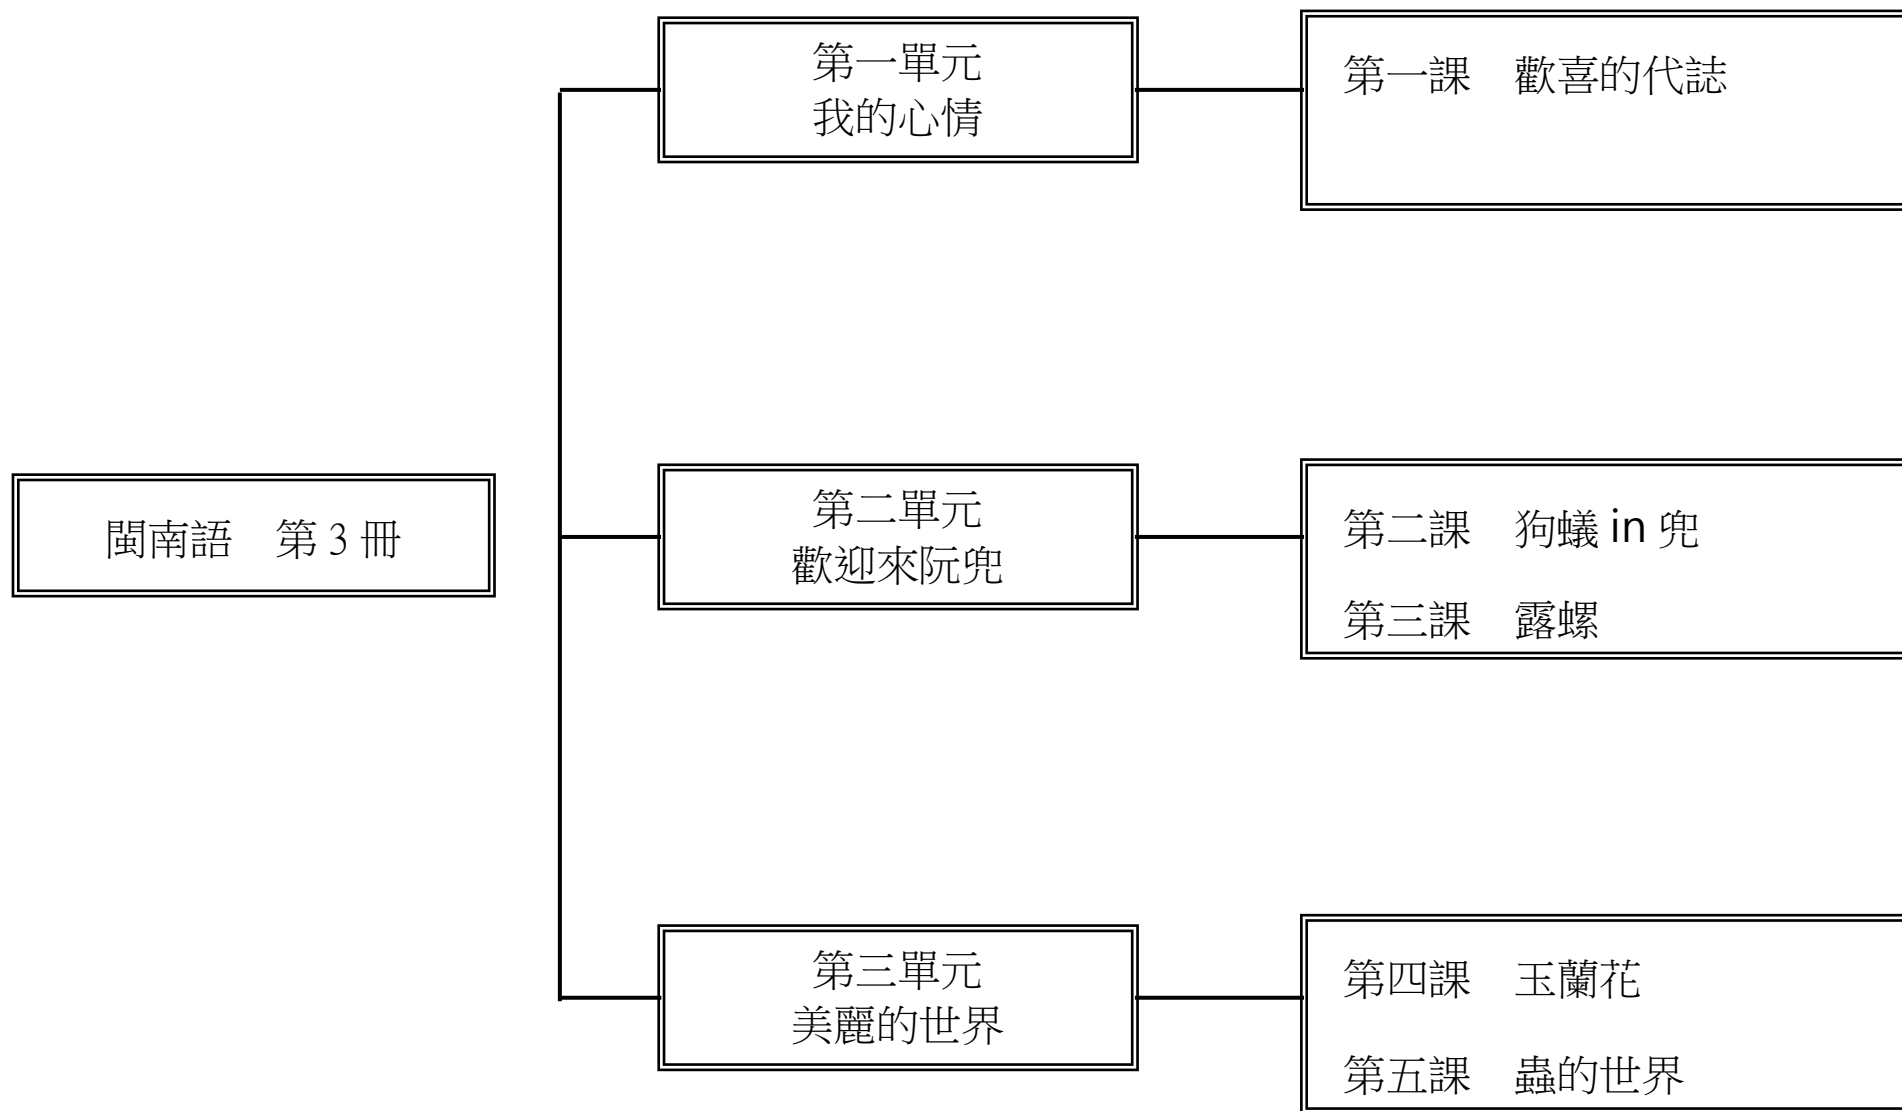 閩南語　第 3 冊
第一單元
我的心情
第一課　歡喜的代誌
第二單元
歡迎來阮兜
第二課　狗蟻 in 兜
第三課　露螺
第三單元
美麗的世界
第四課　玉蘭花
第五課　蟲的世界